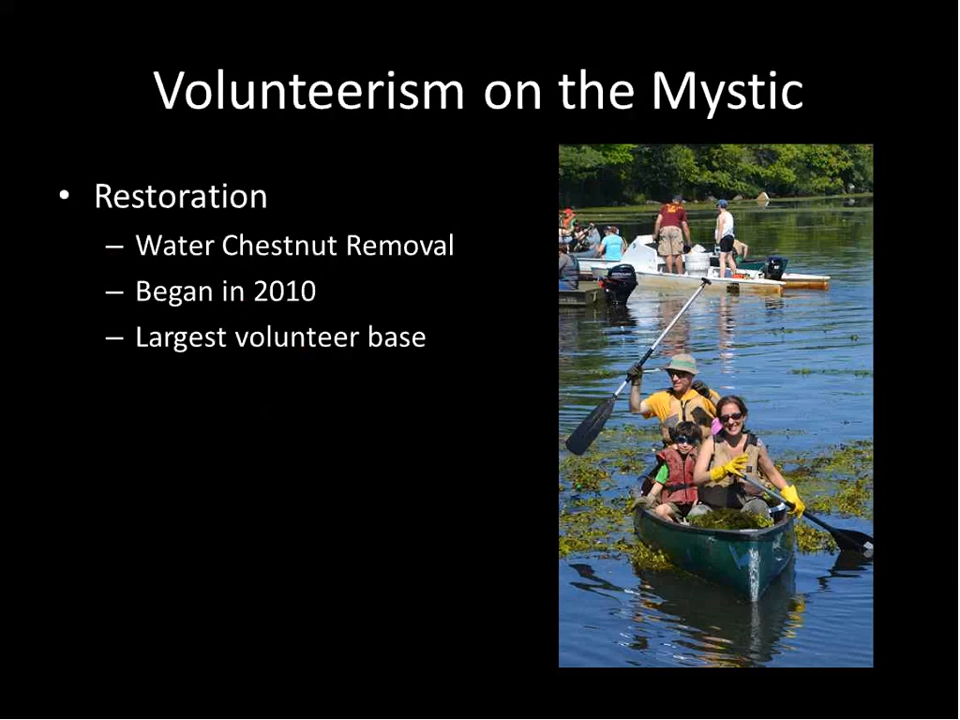 Volunteerism on the Mystic
• Restoration
– Water Chestnut Removal
– Began in 2010
– Largest volunteer base